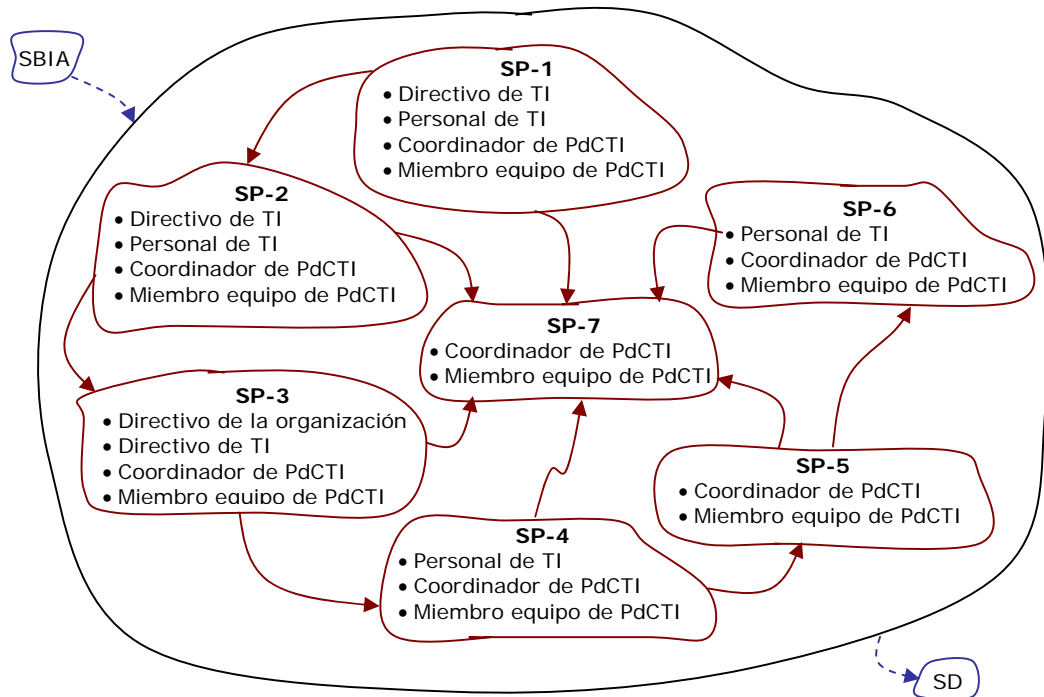 SBIA
SP-1
• Directivo de TI
• Personal de TI
• Coordinador de PdCTI
• Miembro equipo de PdCTI
SP-2
• Directivo de TI
• Personal de TI
• Coordinador de PdCTI
• Miembro equipo de PdCTI
SP-6
• Personal de TI
• Coordinador de PdCTI
• Miembro equipo de PdCTI
SP-7
• Coordinador de PdCTI
• Miembro equipo de PdCTI
SP-3
• Directivo de la organización
• Directivo de TI
• Coordinador de PdCTI
• Miembro equipo de PdCTI
SP-5
• Coordinador de PdCTI
• Miembro equipo de PdCTI
SP-4
• Personal de TI
• Coordinador de PdCTI
• Miembro equipo de PdCTI
SD